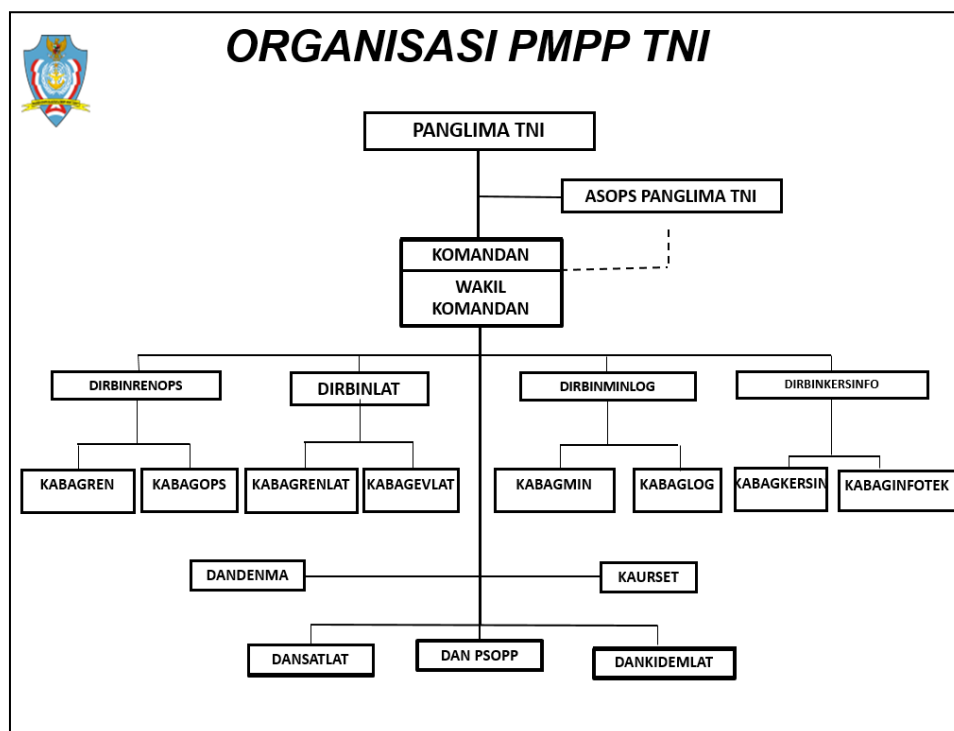 ORGANISASI PMPP TNI
PANGLIMA TNI
ASOPS PANGLIMA TNI
KOMANDAN
WAKIL
KOMANDAN
DIRBINRENOPS
DIRBINLAT
DIRBINMINLOG
DIRBINKERSINFO
KABAGREN
KABAGOPS
KABAGRENLAT
KABAGEVLAT
KABAGMIN
KABAGLOG
KABAGKERSIN
KABAGINFOTEK
DANDENMA
KAURSET
DANSATLAT
DAN PSOPP
DANKIDEMLAT